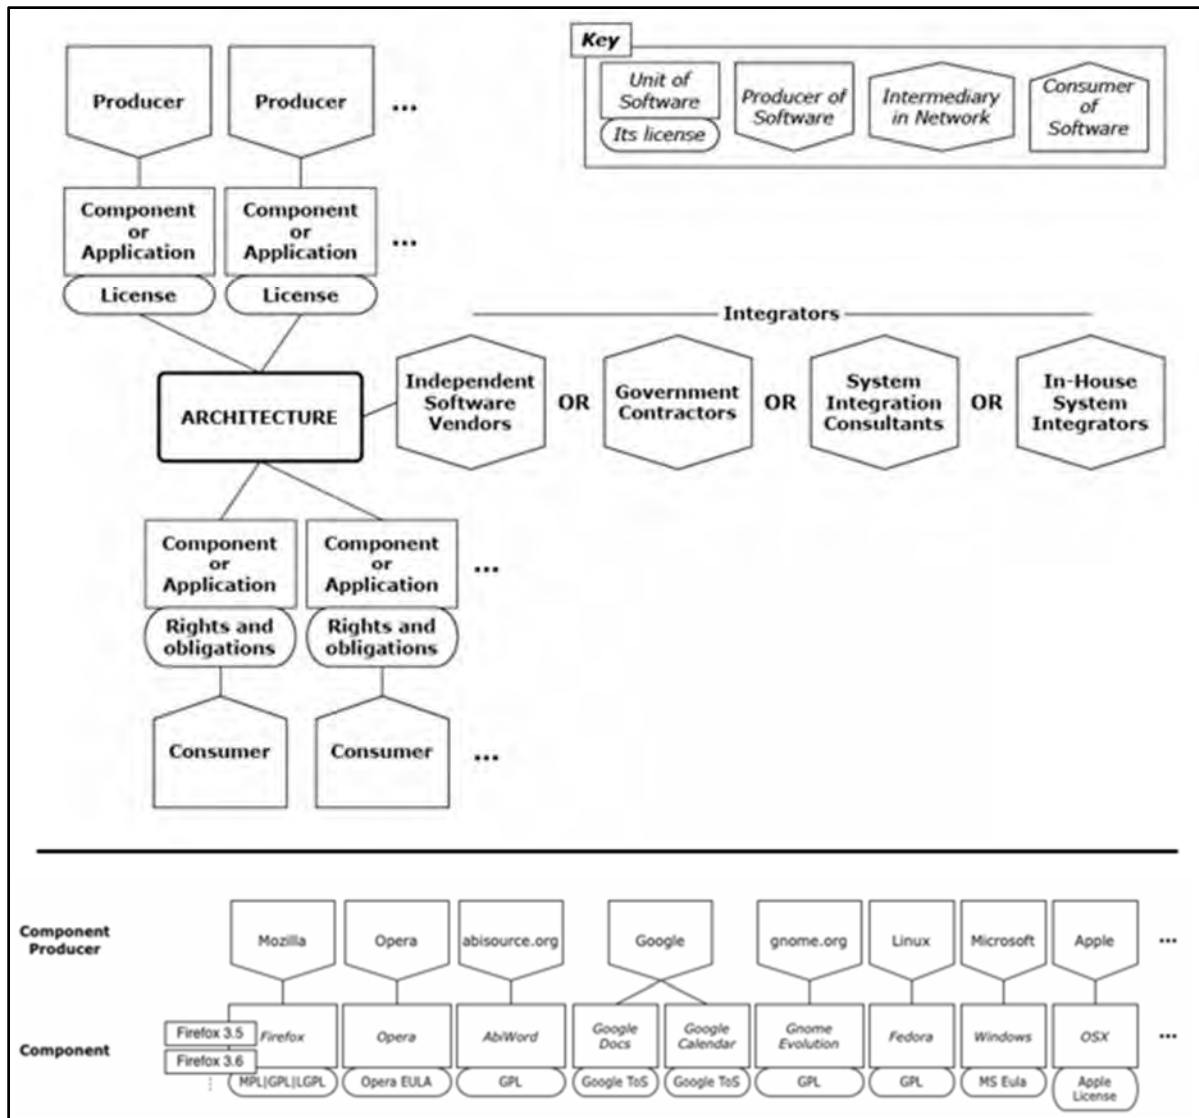 Key
Unit of
Software
Its license
Producer of
Software
Intermediary
in Network
Consumer
of
Software
Producer
Producer
...
Component
or
Application
License
Component
or
Application
License
...
Integrators
ARCHITECTURE
Independent
Software
Vendors
OR
Government
Contractors
OR
System
Integration
Consultants
OR
In-House
System
Integrators
Component
or
Application
Rights and
obligations
Component
or
Application
Rights and
obligations
...
Consumer
Consumer
...
Component
Producer
Mozilla
Opera
abisource.org
Google
gnome.org
Linux
Microsoft
Apple
...
Component
Firefox 3.5
Firefox 3.6
Firefox
MPL|GPL|LGPL
Opera
Opera EULA
AbiWord
GPL
Google
Docs
Google ToS
Google
Calendar
Google ToS
Gnome
Evolution
GPL
Fedora
GPL
Windows
MS Eula
OSX
Apple
License
...